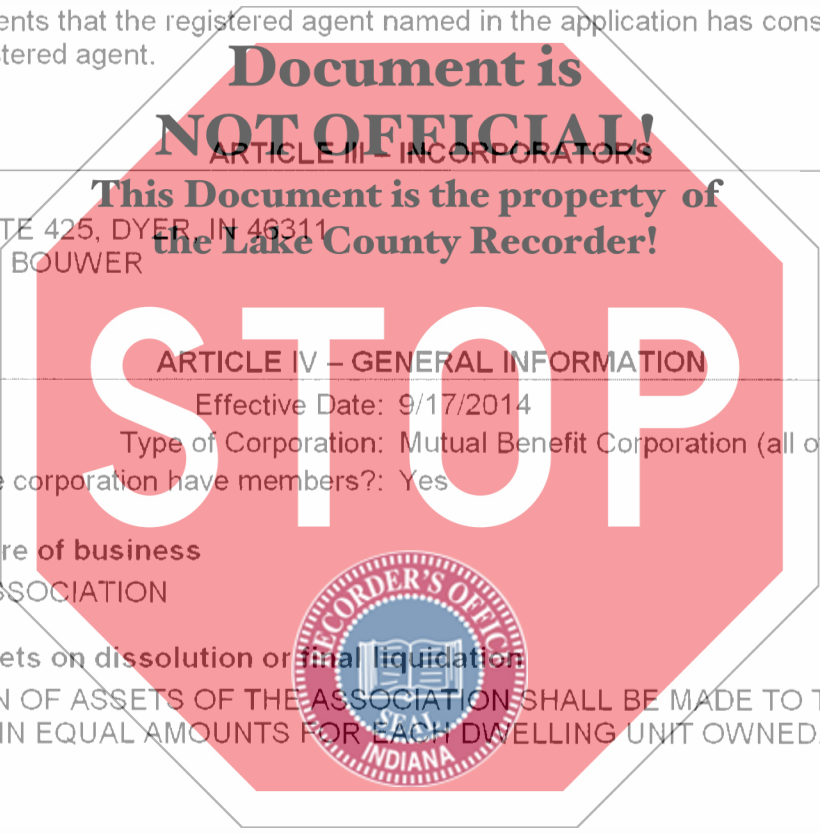 ents that the registered agent named in the application has cons
stered agent.
Document is
NOT OFFICIAL!
ARTICLE III – INCORPORATORS
This Document is the property of
TE 425, DYER, IN 46311
the Lake County Recorder!
BOUWER
STOP
ARTICLE IV – GENERAL INFORMATION
Effective Date: 9/17/2014
Type of Corporation: Mutual Benefit Corporation (all o
e corporation have members?: Yes
re of business
SSOCIATION
RECORDER'S OFFICE
ets on dissolution or final liquidation
N OF ASSETS OF THE ASSOCIATION SHALL BE MADE TO T
SEAL
IN EQUAL AMOUNTS FOR EACH DWELLING UNIT OWNED.
INDIANA